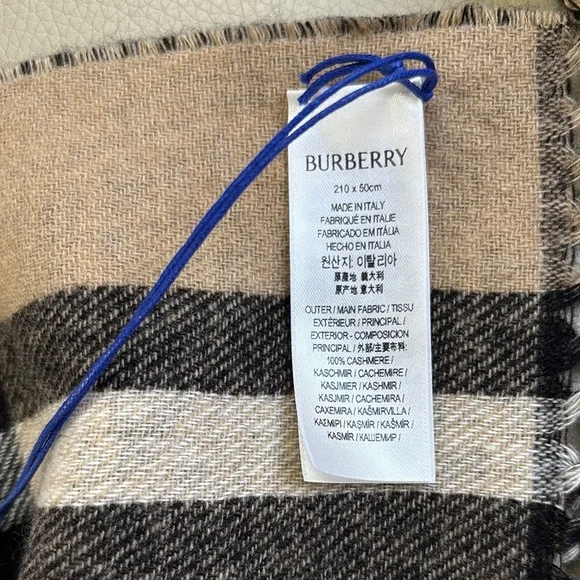 BURBERRY
210 x 50cm
MADE IN ITALY
FABRIQUÉ EN ITALIE
FABRICADO EM ITÁLIA
HECHO EN ITALIA
원산지: 이탈리아
原產地 義大利
原产地 意大利
OUTER / MAIN FABRIC / TISSU
EXTÉRIEUR / PRINCIPAL /
EXTERIOR - COMPOSICIÓN
PRINCIPAL / 外部/主要布料:
100% CASHMERE /
KASCHMIR / CACHEMIRE /
KASJMIER / KASHMIR /
KAŠMJIR / CACHEMIRA /
CAXEMIRA / KAŠMIRVILLA /
ΚΑΣΜΙΡΙ / KAŞMİR / KAŠMÍR /
KAŠMÍR / КАШЕМИР /